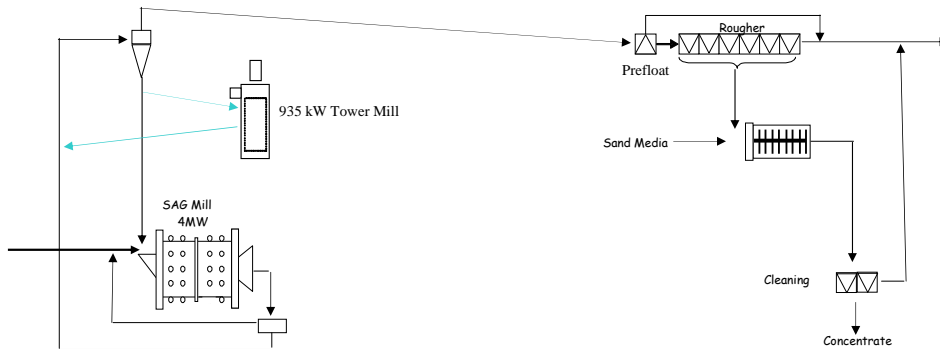 Rougher
Prefloat
935 kW Tower Mill
Sand Media
SAG Mill
4MW
Cleaning
Concentrate